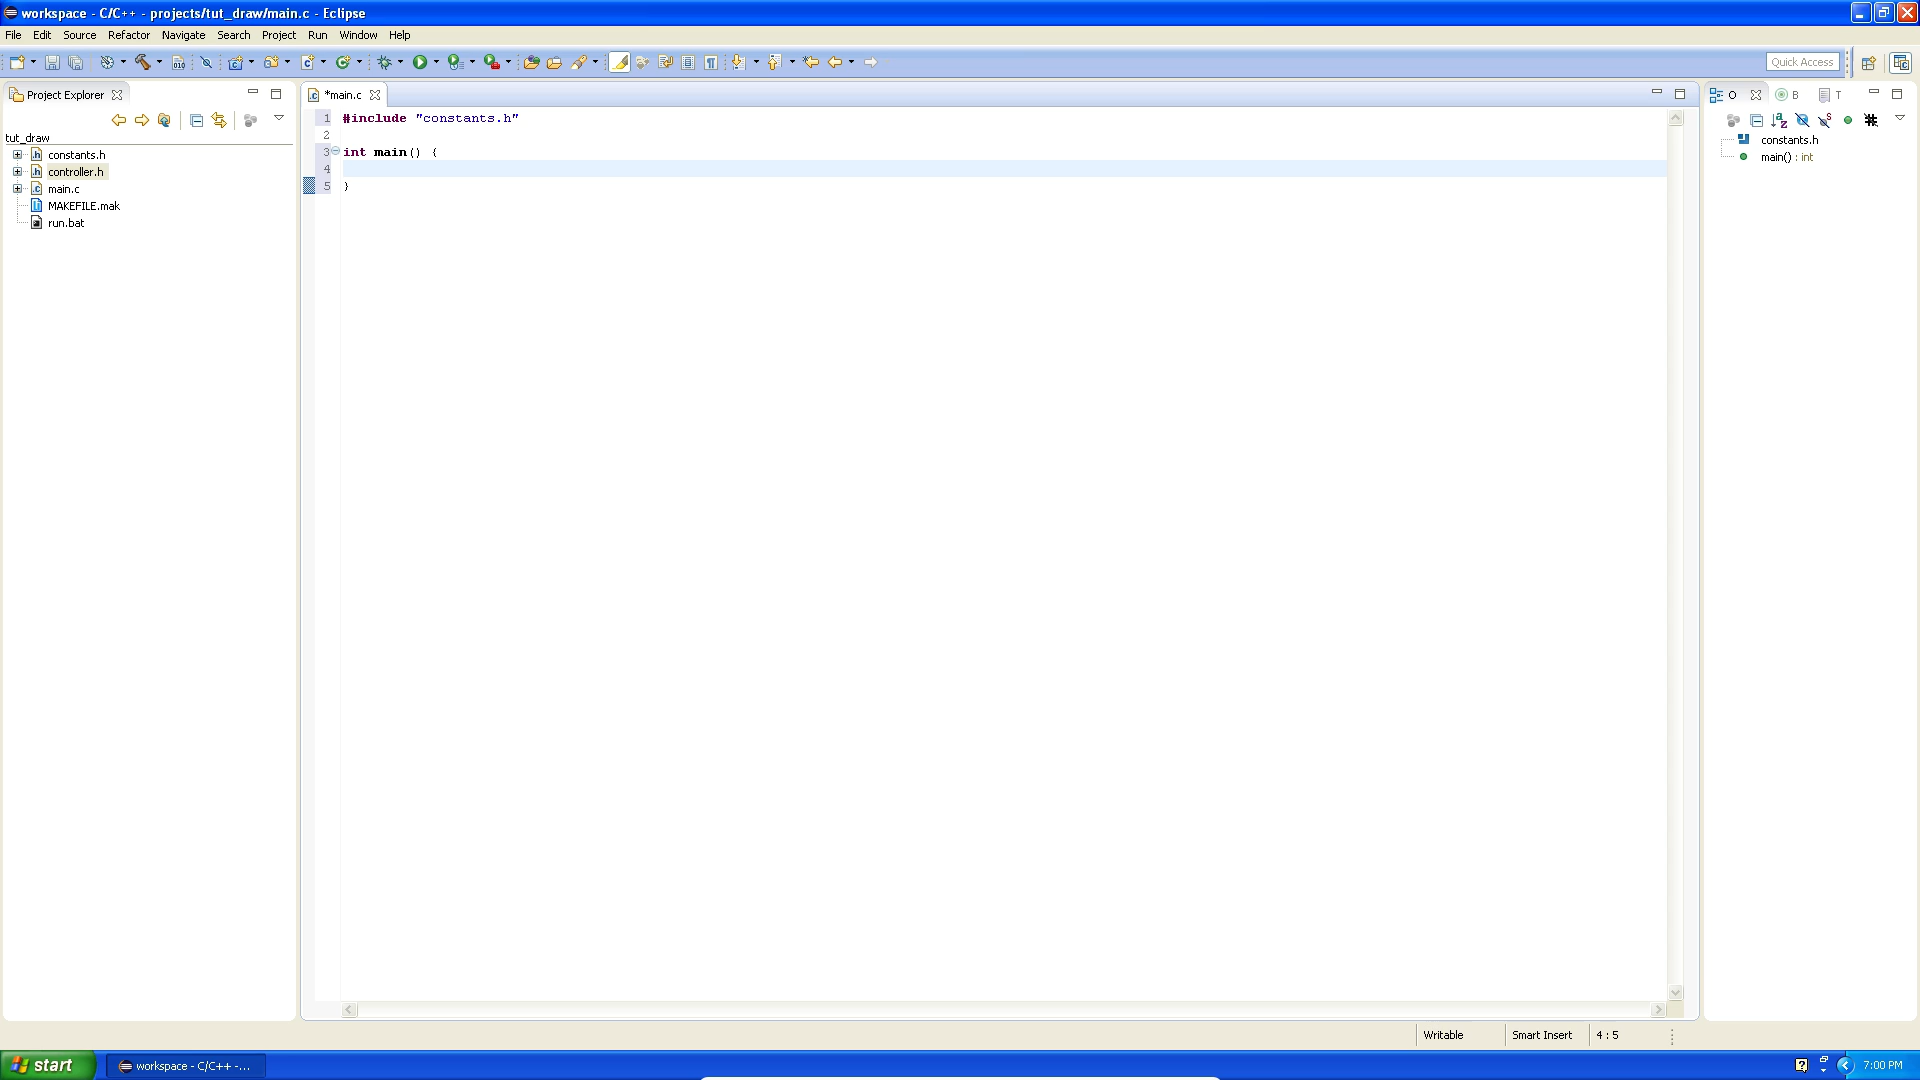 workspace - C/C++ - projects/tut_draw/main.c - Eclipse
File Edit Source Refactor Navigate Search Project Run Window Help
Quick Access
Project Explorer
*main.c
O B T
tut_draw
constants.h
controller.h
main.c
MAKEFILE.mak
run.bat
1 #include "constants.h"
2
3 int main() {
4
5 }
constants.h
main() : int
Writable Smart Insert 4 : 5
start workspace - C/C++ -... 7:00 PM